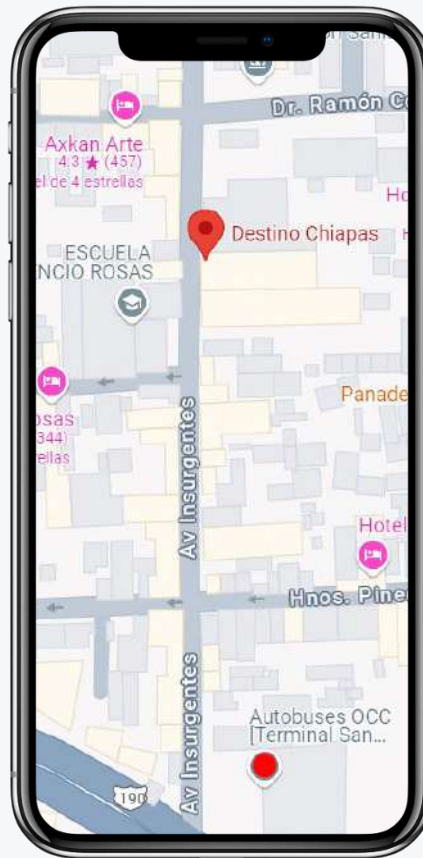 Dr. Ramón
Axkan Arte
4.3 ★ (457)
el de 4 estrellas
Destino Chiapas
ESCUELA
NCIO ROSAS
osas
344)
ellas
Panade
Av Insurgentes
Hotel
Hnos. Pine
Av Insurgentes
Autobuses OCC
[Terminal San...
190